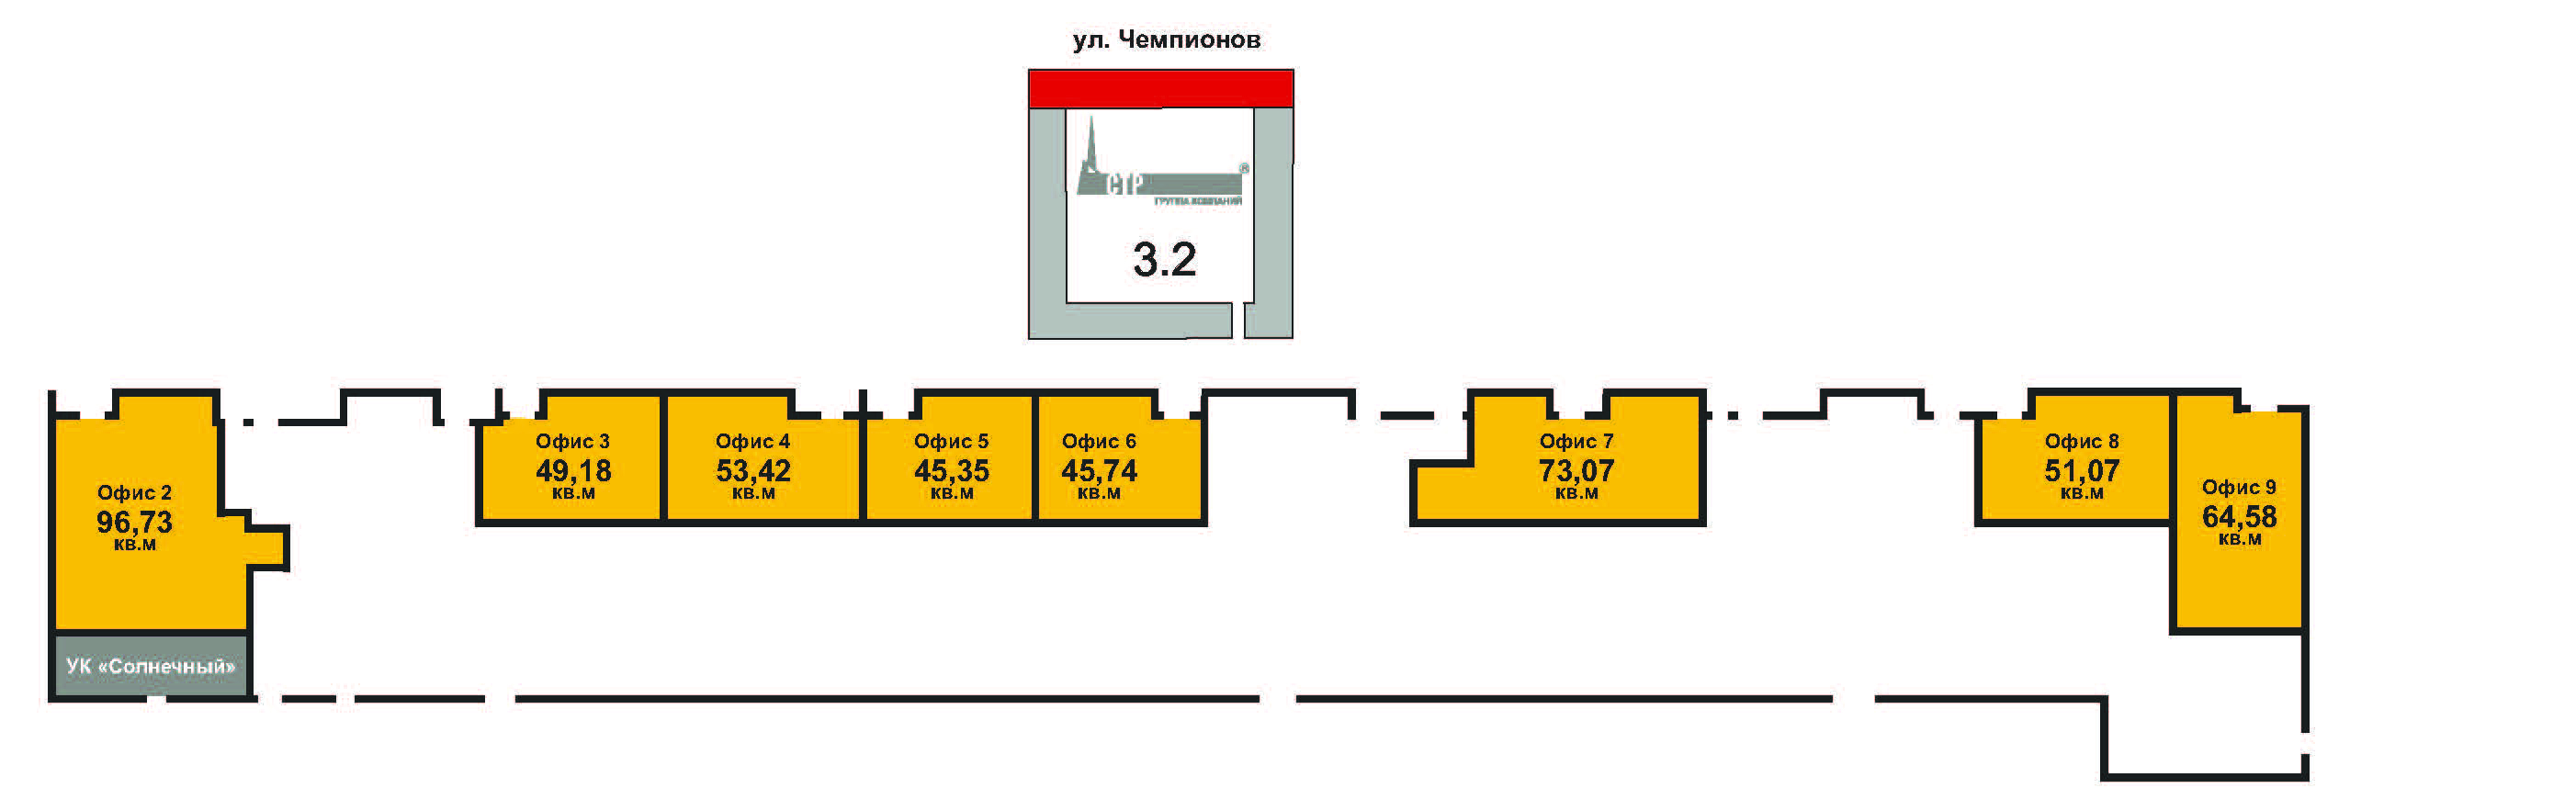 ул. Чемпионов
СТР
®
ГРУППА КОМПАНИЙ
3.2
Офис 2
96,73
кв.м
УК «Солнечный»
Офис 3
49,18
кв.м
Офис 4
53,42
кв.м
Офис 5
45,35
кв.м
Офис 6
45,74
кв.м
Офис 7
73,07
кв.м
Офис 8
51,07
кв.м
Офис 9
64,58
кв.м